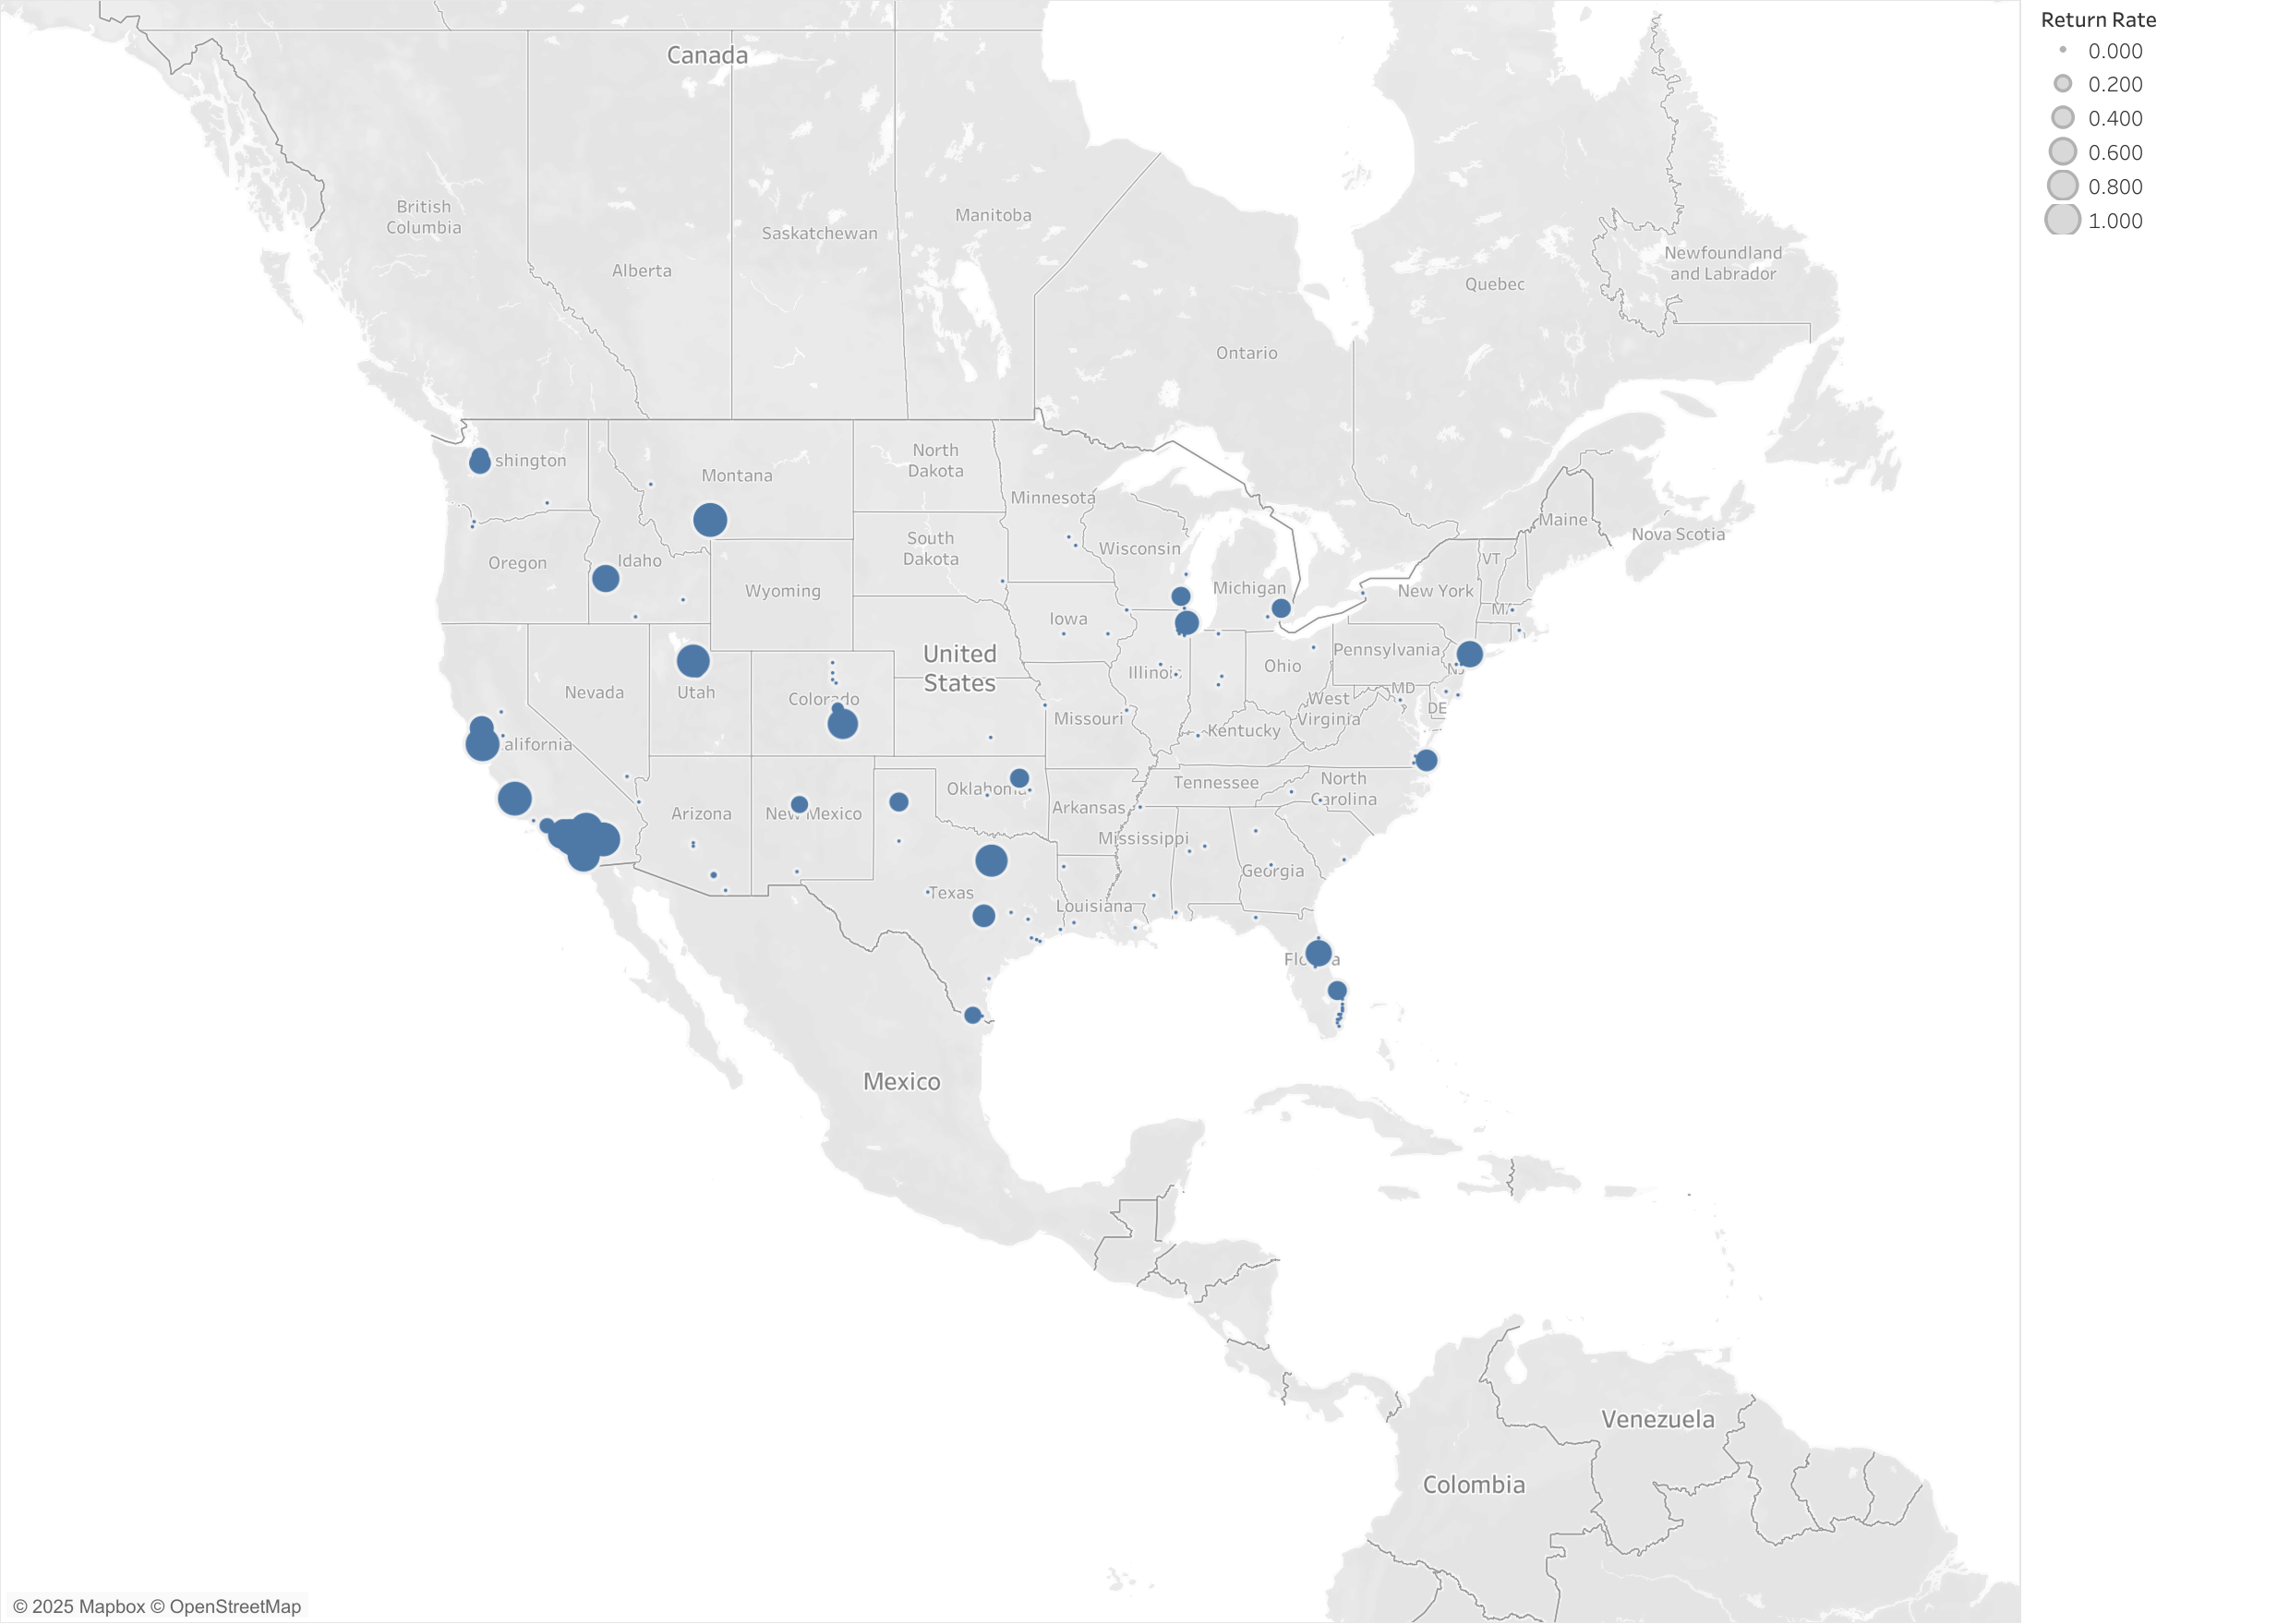 Return Rate
0.000
0.200
0.400
0.600
0.800
1.000
Canada
British
Columbia
Alberta
Saskatchewan
Manitoba
Ontario
Quebec
Newfoundland
and Labrador
Nova Scotia
Maine
shington
Montana
North
Dakota
Minnesota
Oregon
Idaho
South
Dakota
Wisconsin
Michigan
VT
New York
MA
Wyoming
Iowa
United
States
Nevada
Utah
Colorado
Illinois
Ohio
Pennsylvania
NJ
MD
DE
West
Virginia
alifornia
Missouri
Kentucky
Arizona
New Mexico
Oklahoma
Arkansas
Tennessee
North
Carolina
Mississippi
Georgia
Texas
Louisiana
Flo a
Mexico
Venezuela
Colombia
© 2025 Mapbox © OpenStreetMap